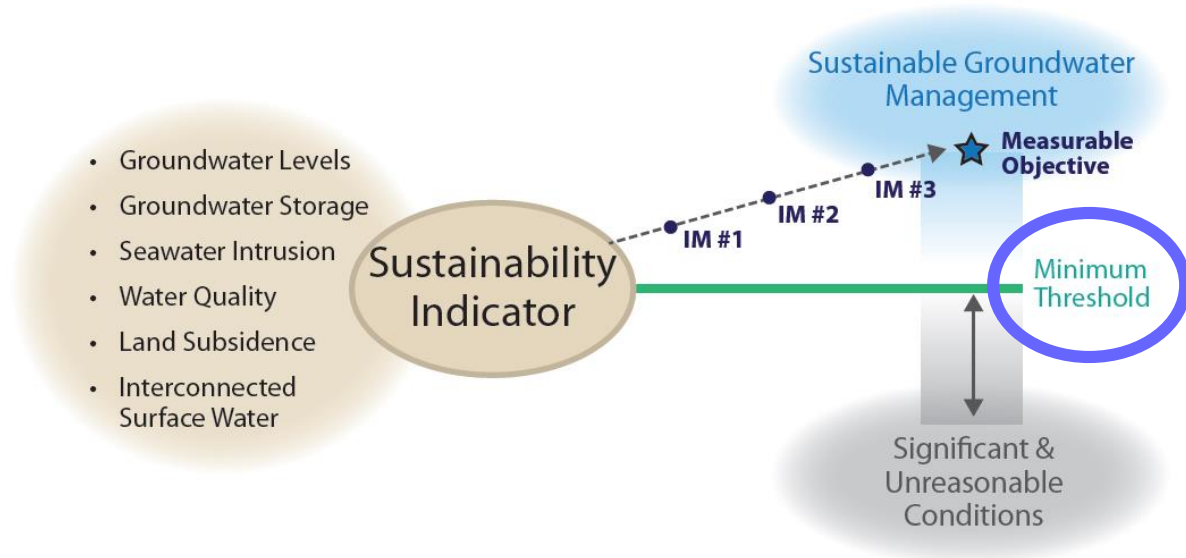 • Groundwater Levels
• Groundwater Storage
• Seawater Intrusion
• Water Quality
• Land Subsidence
• Interconnected
Surface Water
Sustainability
Indicator
IM #1
IM #2
IM #3
Sustainable Groundwater
Management
Measurable
Objective
Minimum
Threshold
Significant &
Unreasonable
Conditions